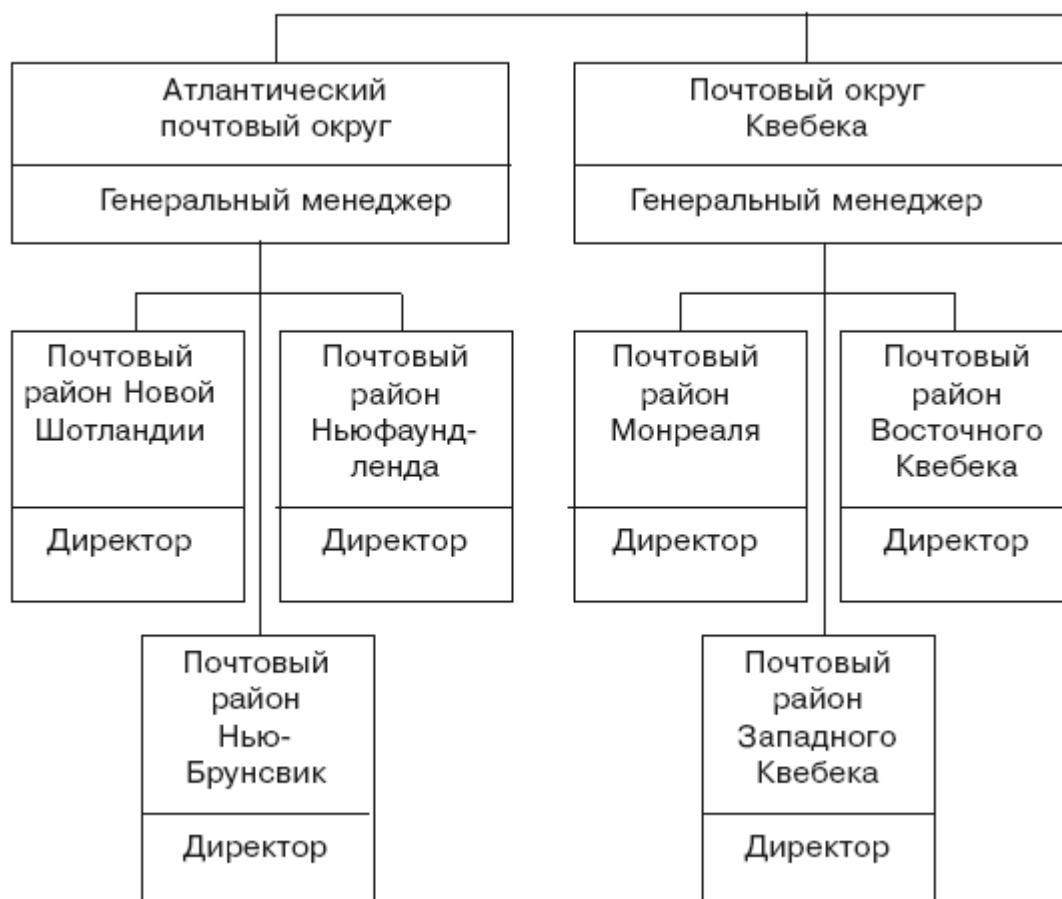 Атлантический
почтовый округ
Генеральный менеджер
Почтовый округ
Квебека
Генеральный менеджер
Почтовый
район Новой
Шотландии
Директор
Почтовый
район
Ньюфаунд-
ленда
Директор
Почтовый
район
Монреаля
Директор
Почтовый
район
Восточного
Квебека
Директор
Почтовый
район
Нью-
Брунсвик
Директор
Почтовый
район
Западного
Квебека
Директор